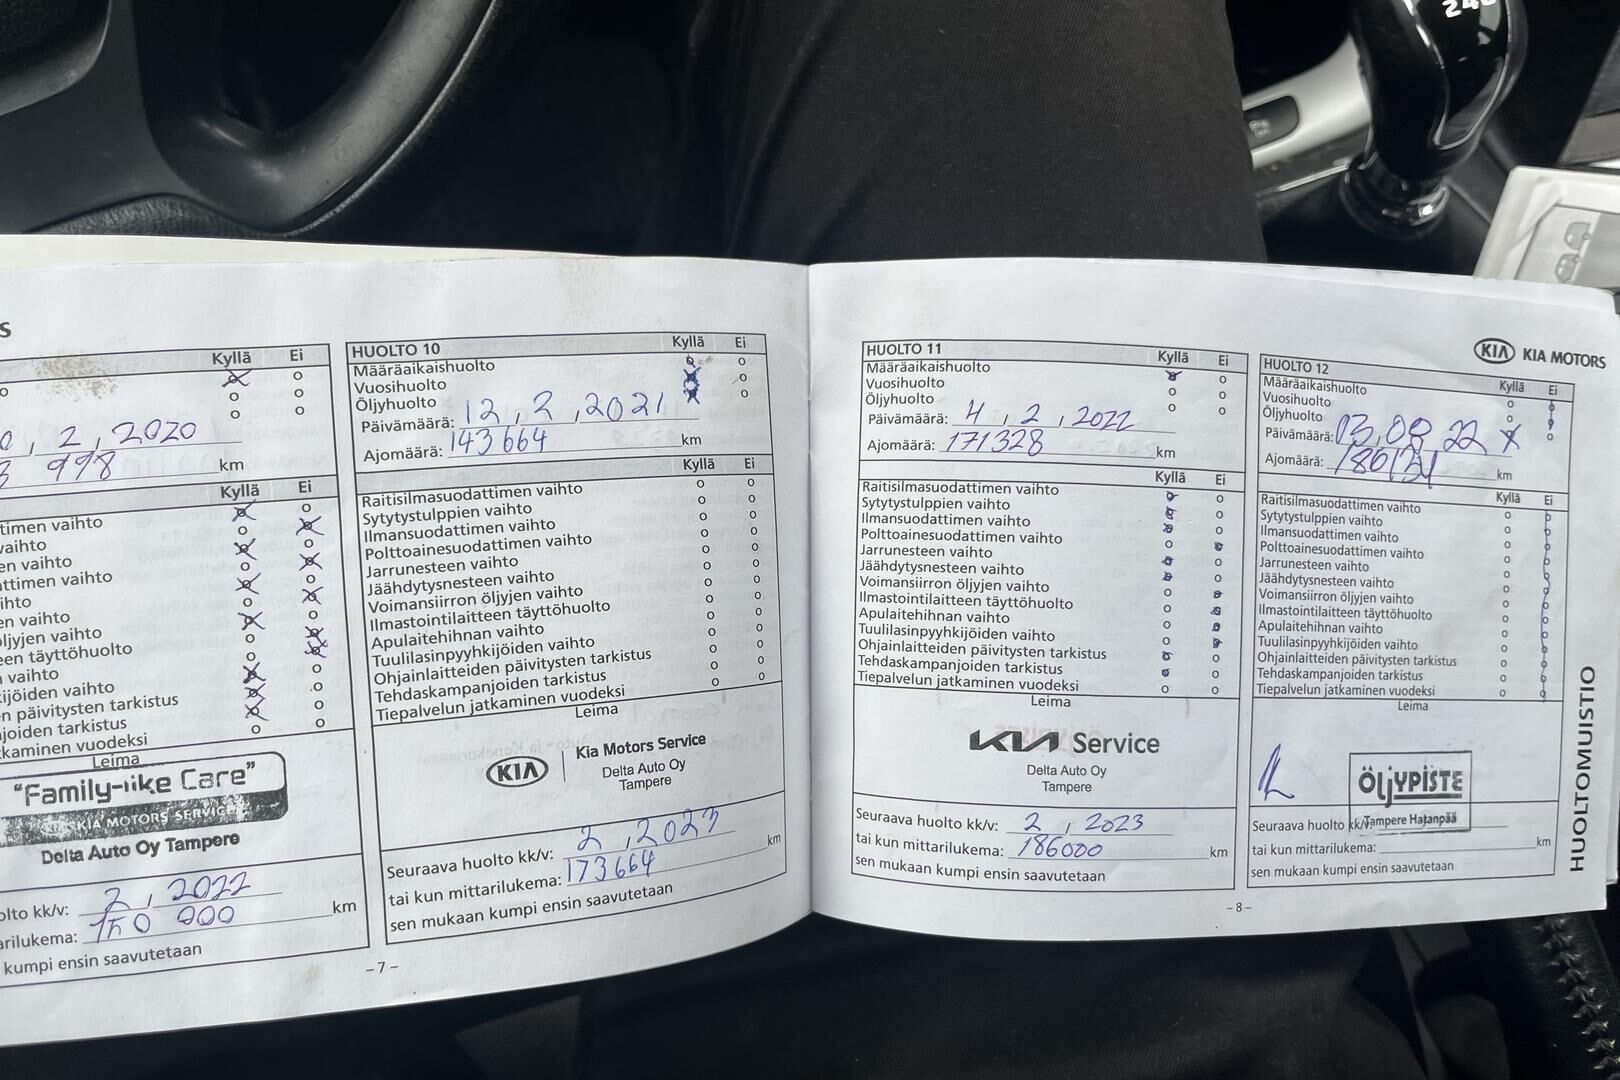 S
Kyllä Ei
, 2 , 2020
998 km
Kyllä Ei
timen vaihto
vaihto
en vaihto
ttimen vaihto
ihto
en vaihto
öljyjen vaihto
een täyttöhuolto
n vaihto
kijöiden vaihto
n päivitysten tarkistus
njoiden tarkistus
tkaminen vuodeksi
Leima
"Family-like Care"
KIA MOTORS SERVICE
Delta Auto Oy Tampere
olto kk/v: 2 , 2022
arilukema: 150 000 km
kumpi ensin saavutetaan
HUOLTO 10 Kyllä Ei
Määräaikaishuolto
Vuosihuolto
Öljyhuolto
Päivämäärä: 12 , 2 , 2021
Ajomäärä: 143 664 km
Kyllä Ei
Raitisilmasuodattimen vaihto
Sytytystulppien vaihto
Ilmansuodattimen vaihto
Polttoainesuodattimen vaihto
Jarrunesteen vaihto
Jäähdytysnesteen vaihto
Voimansiirron öljyjen vaihto
Ilmastointilaitteen täyttöhuolto
Apulaitehihnan vaihto
Tuulilasinpyyhkijöiden vaihto
Ohjainlaitteiden päivitysten tarkistus
Tehdaskampanjoiden tarkistus
Tiepalvelun jatkaminen vuodeksi
Leima
KIA Kia Motors Service
Delta Auto Oy
Tampere
Seuraava huolto kk/v: 2 , 2023
tai kun mittarilukema: 173664 km
sen mukaan kumpi ensin saavutetaan
-7-
KIA KIA MOTORS
HUOLTO 11 Kyllä Ei
Määräaikaishuolto
Vuosihuolto
Öljyhuolto
Päivämäärä: 4 , 2 , 2022
Ajomäärä: 171328 km
Kyllä Ei
Raitisilmasuodattimen vaihto
Sytytystulppien vaihto
Ilmansuodattimen vaihto
Polttoainesuodattimen vaihto
Jarrunesteen vaihto
Jäähdytysnesteen vaihto
Voimansiirron öljyjen vaihto
Ilmastointilaitteen täyttöhuolto
Apulaitehihnan vaihto
Tuulilasinpyyhkijöiden vaihto
Ohjainlaitteiden päivitysten tarkistus
Tehdaskampanjoiden tarkistus
Tiepalvelun jatkaminen vuodeksi
Leima
KIA Service
Delta Auto Oy
Tampere
Seuraava huolto kk/v: 2 , 2023
tai kun mittarilukema: 186000 km
sen mukaan kumpi ensin saavutetaan
-8-
HUOLTO 12 Kyllä Ei
Määräaikaishuolto
Vuosihuolto
Öljyhuolto
Päivämäärä: 03.08.22
Ajomäärä: km
Kyllä Ei
Raitisilmasuodattimen vaihto
Sytytystulppien vaihto
Ilmansuodattimen vaihto
Polttoainesuodattimen vaihto
Jarrunesteen vaihto
Jäähdytysnesteen vaihto
Voimansiirron öljyjen vaihto
Ilmastointilaitteen täyttöhuolto
Apulaitehihnan vaihto
Tuulilasinpyyhkijöiden vaihto
Ohjainlaitteiden päivitysten tarkistus
Tehdaskampanjoiden tarkistus
Tiepalvelun jatkaminen vuodeksi
Leima
ÖLJYPISTE
Tampere Hatanpää
Seuraava huolto kk/v:
tai kun mittarilukema: km
sen mukaan kumpi ensin saavutetaan
HUOLTOMUISTIO